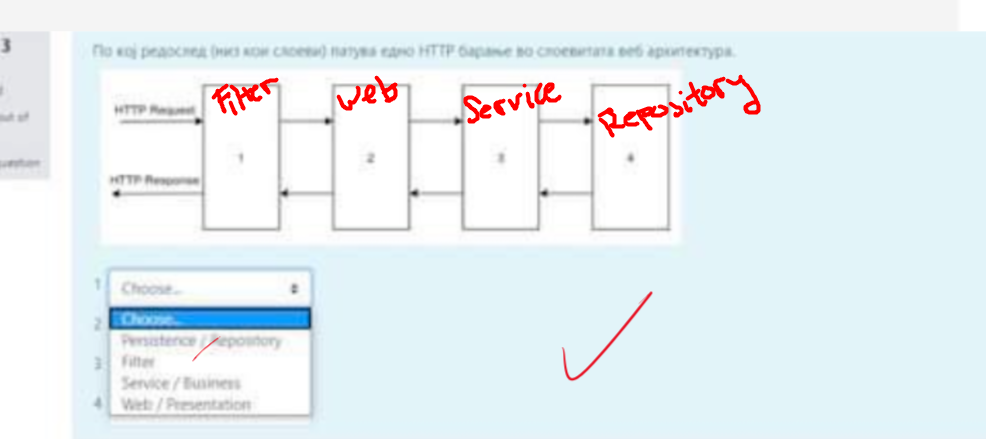 3
По кој редослед (низ кои слоеви) патува едно HTTP барање во слоевитата веб архитектура.
Filter
Web
Service
Repository
HTTP Request
out of
1
2
3
4
question
HTTP Response
1 Choose...
2 Choose...
Persistence / Repository
3 Filter
Service / Business
4 Web / Presentation